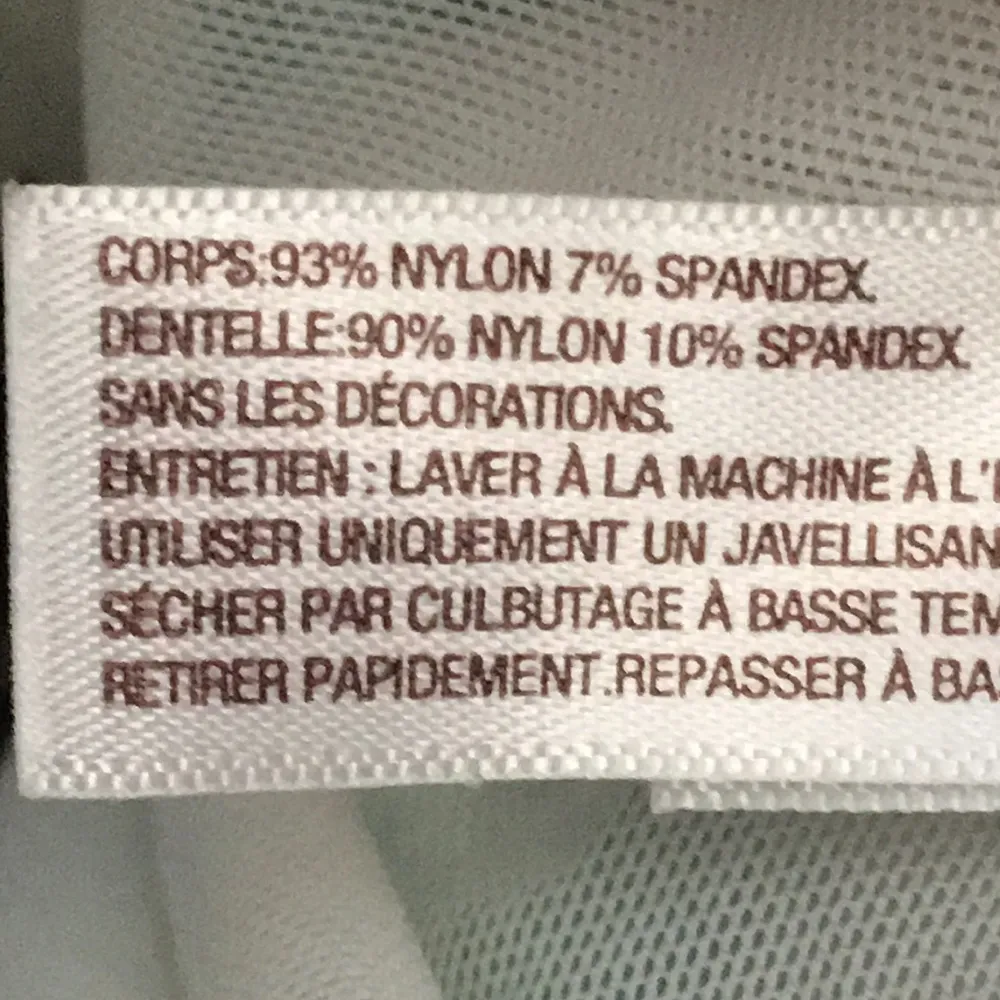 CORPS:93% NYLON 7% SPANDEX.
DENTELLE:90% NYLON 10% SPANDEX.
SANS LES DÉCORATIONS.
ENTRETIEN : LAVER À LA MACHINE À L'
UTILISER UNIQUEMENT UN JAVELLISAN
SÉCHER PAR CULBUTAGE À BASSE TEM
RETIRER PAPIDEMENT.REPASSER À BA